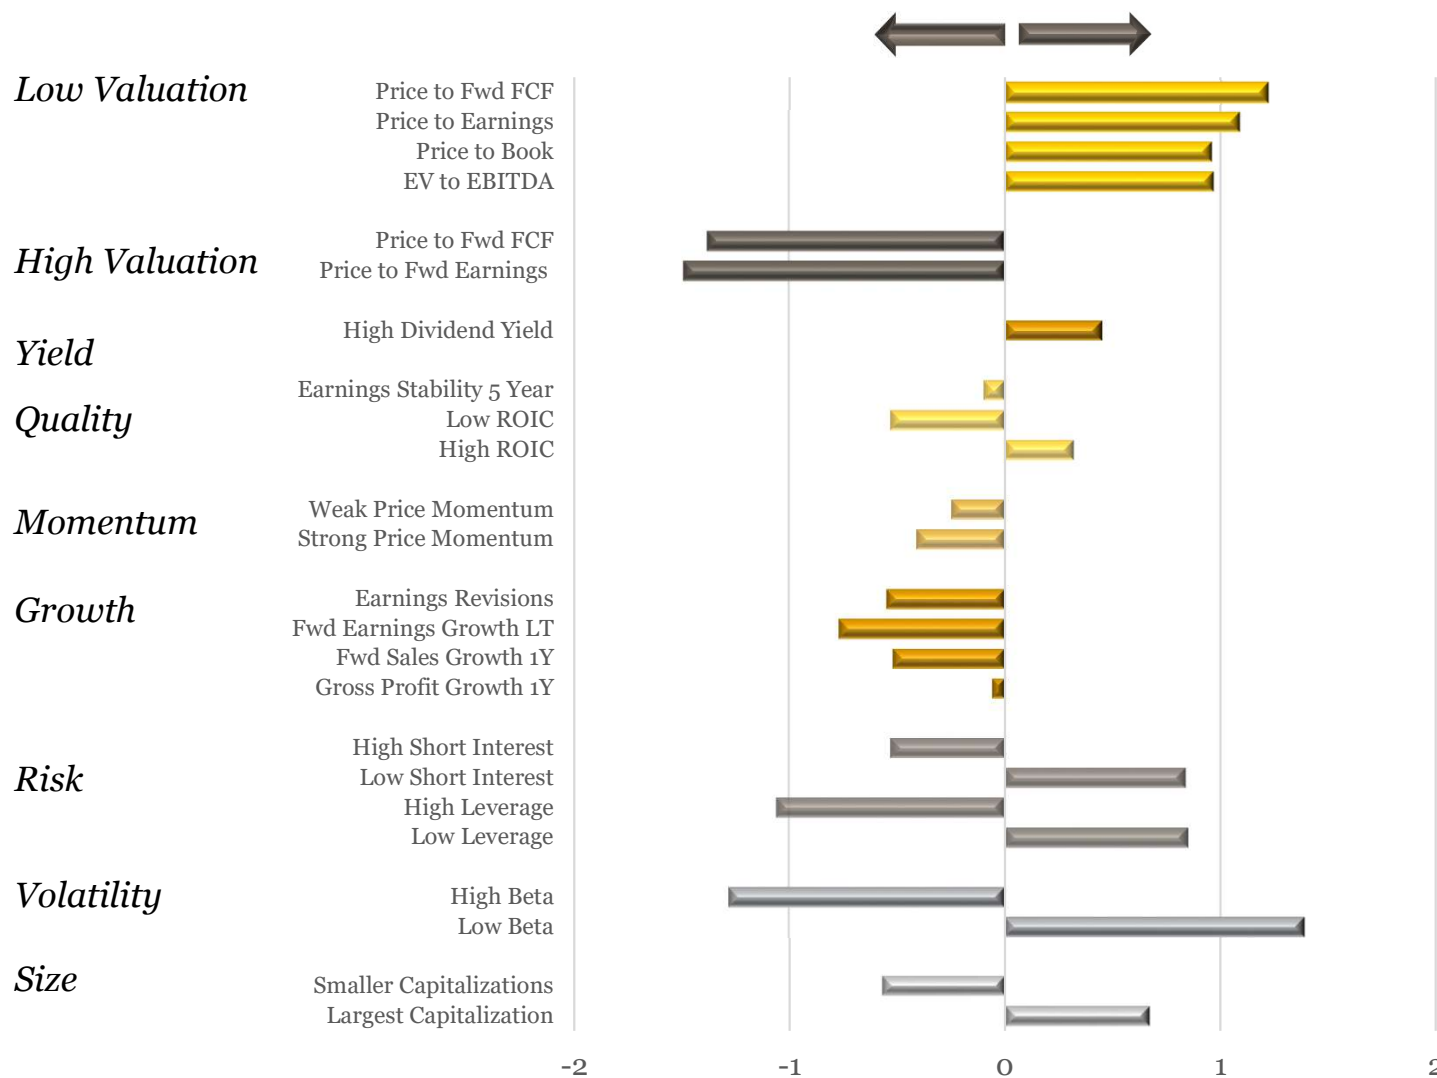 Low Valuation
Price to Fwd FCF
Price to Earnings
Price to Book
EV to EBITDA
High Valuation
Price to Fwd FCF
Price to Fwd Earnings
Yield
High Dividend Yield
Quality
Earnings Stability 5 Year
Low ROIC
High ROIC
Momentum
Weak Price Momentum
Strong Price Momentum
Growth
Earnings Revisions
Fwd Earnings Growth LT
Fwd Sales Growth 1Y
Gross Profit Growth 1Y
Risk
High Short Interest
Low Short Interest
High Leverage
Low Leverage
Volatility
High Beta
Low Beta
Size
Smaller Capitalizations
Largest Capitalization
-2 -1 0 1 2